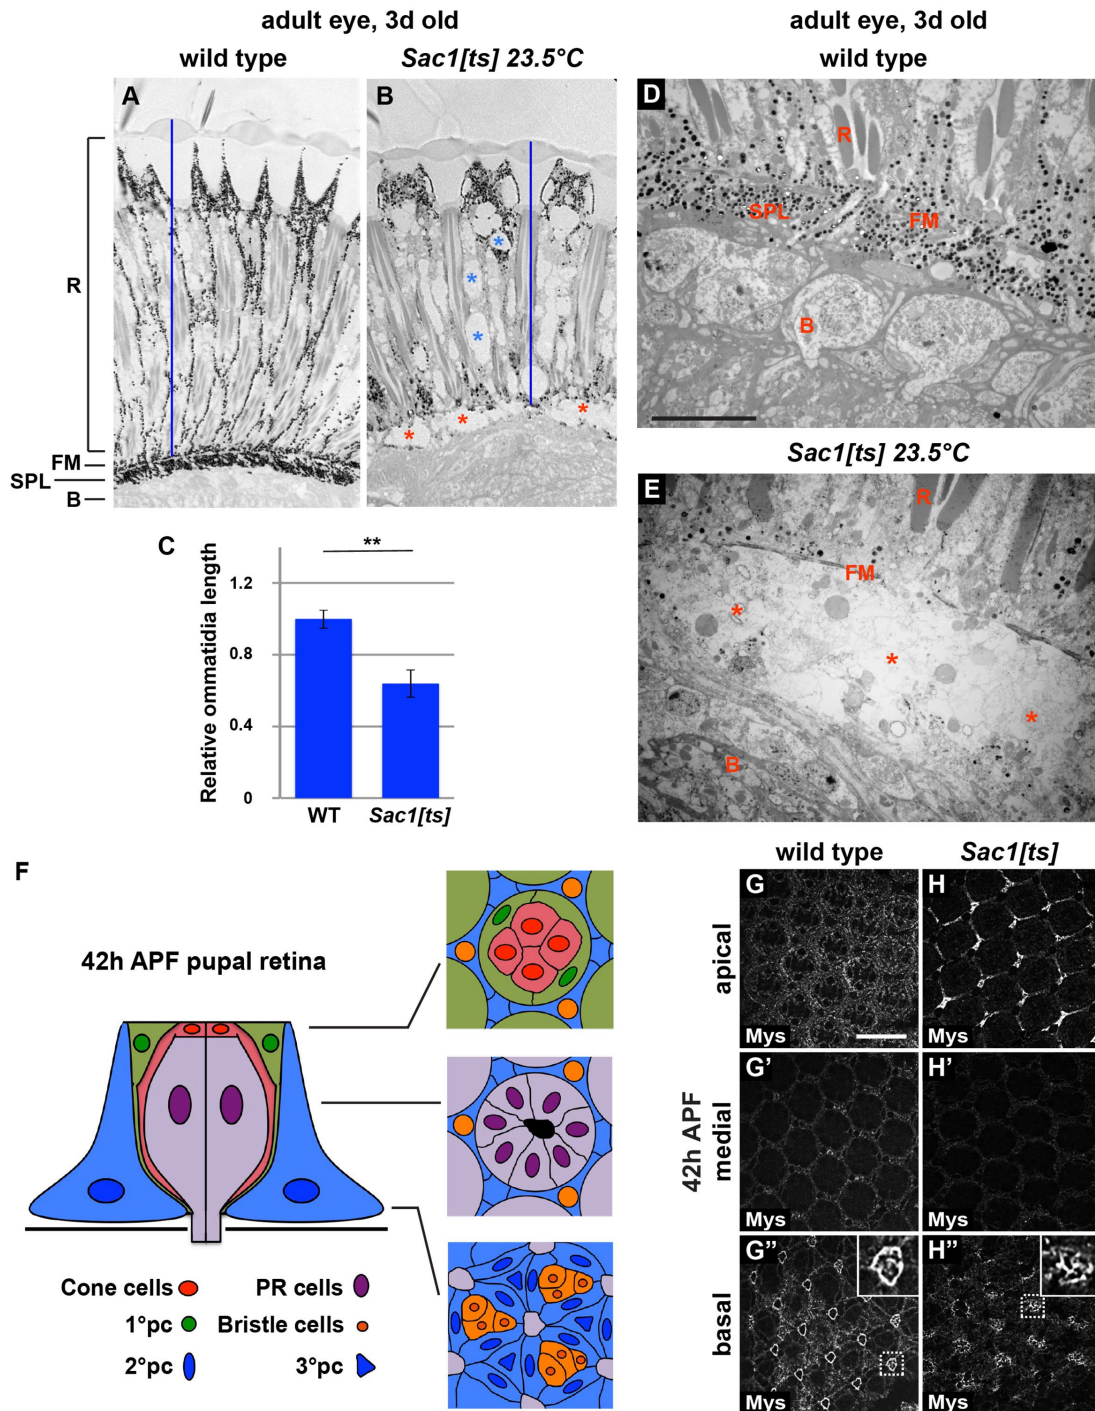 adult eye, 3d old
wild type
Sac1[ts] 23.5°C
A
B
R
FM
SPL
B
* * *
* * *
C
**
Relative ommatidia length
1.2
0.8
0.4
0
WT
Sac1[ts]
adult eye, 3d old
wild type
D
R
SPL
FM
B
Sac1[ts] 23.5°C
E
R
FM
* * *
B
F
42h APF pupal retina
Cone cells
PR cells
1°pc
Bristle cells
2°pc
3°pc
wild type
Sac1[ts]
42h APF
apical
G
Mys
H
Mys
medial
G’
Mys
H’
Mys
basal
G’’
Mys
H’’
Mys